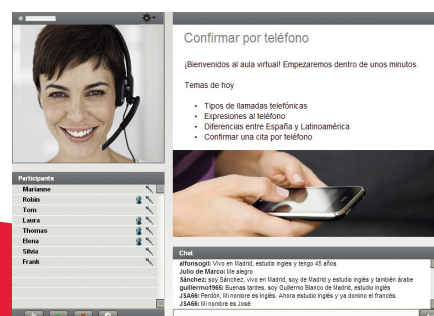 Confirmar por teléfono
¡Bienvenidos al aula virtual! Empezaremos dentro de unos minutos.
Temas de hoy
• Tipos de llamadas telefónicas
• Expresiones al teléfono
• Diferencias entre España y Latinoamérica
• Confirmar una cita por teléfono
Participants
Marianne
Robin
Tom
Laura
Thomas
Elena
Silvia
Frank
Chat
alfonsogil: Vivo en Madrid, estudio ingles y tengo 45 años
Julio de Marco: Me alegro
Sánchez: soy Sánchez, vivo en Madrid, soy de Madrid y estudio inglés y también árabe
guillermo1965: Buenas tardes, soy Guillermo Blanco de Madrid, estudio inglés
JSA66: Perdón, Mi nombre es Inglés. Ahora estudio inglés y ya domino el francés.
JSA66: Mi nombre es José